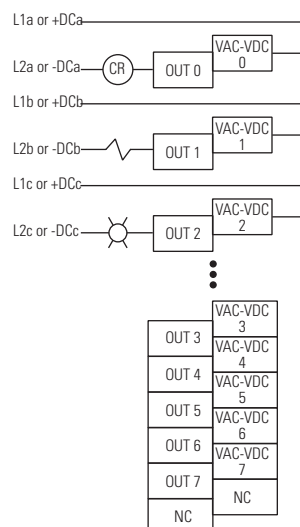 L1a or +DCa
VAC-VDC
0
L2a or -DCa
CR
OUT 0
L1b or +DCb
VAC-VDC
1
L2b or -DCb
OUT 1
L1c or +DCc
VAC-VDC
2
L2c or -DCc
OUT 2
VAC-VDC
3
OUT 3
VAC-VDC
4
OUT 4
VAC-VDC
5
OUT 5
VAC-VDC
6
OUT 6
VAC-VDC
7
OUT 7
NC
NC